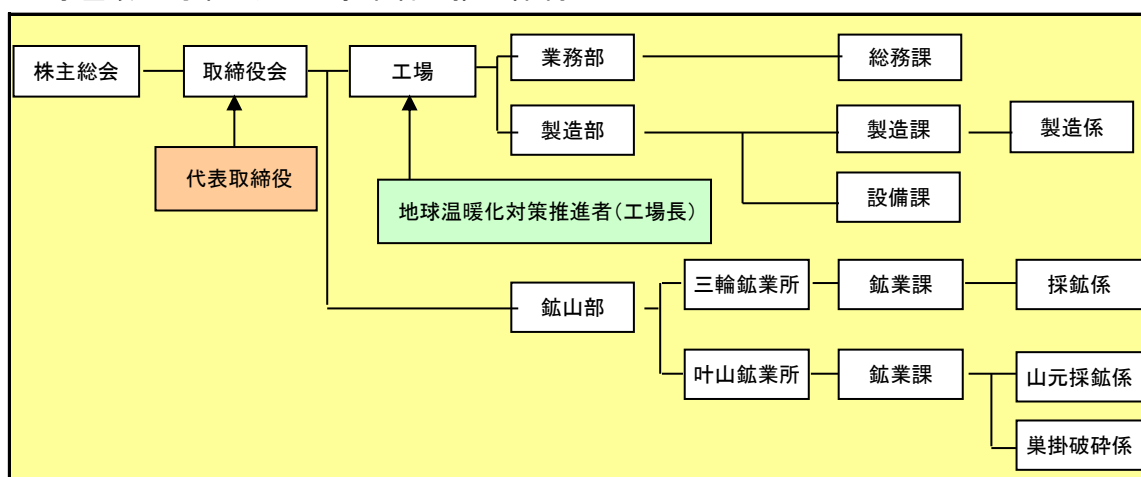 株主総会
取締役会
工場
業務部
総務課
製造部
製造課
製造係
代表取締役
地球温暖化対策推進者(工場長)
設備課
鉱山部
三輪鉱業所
鉱業課
採鉱係
叶山鉱業所
鉱業課
山元採鉱係
巣掛破砕係